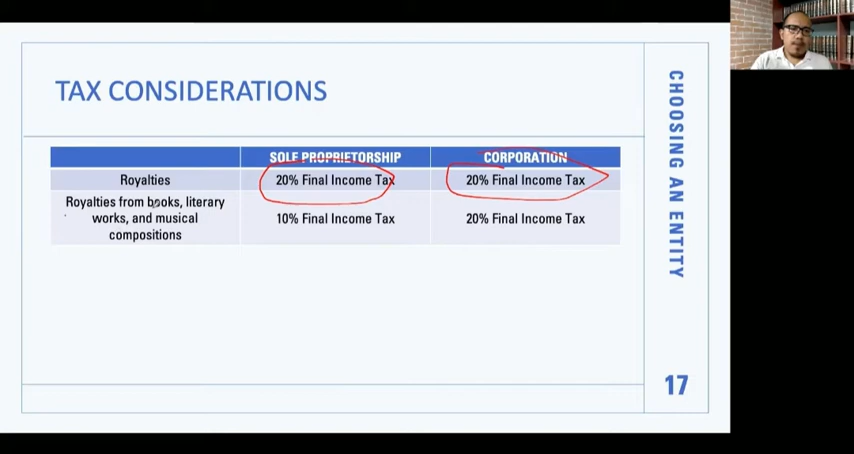 TAX CONSIDERATIONS
SOLE PROPRIETORSHIP CORPORATION
Royalties 20% Final Income Tax 20% Final Income Tax
Royalties from books, literary
works, and musical 10% Final Income Tax 20% Final Income Tax
compositions
CHOOSING AN ENTITY
17